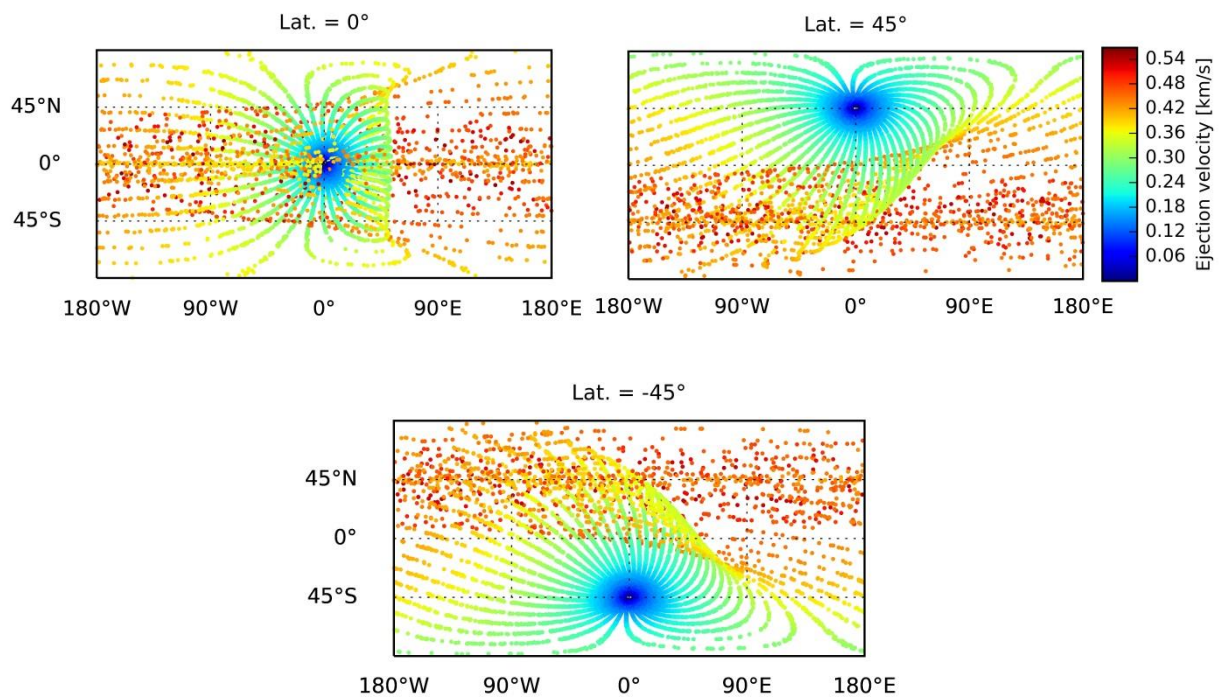 Lat. = 0°
45°N
0°
45°S
180°W 90°W 0° 90°E 180°E
Lat. = 45°
180°W 90°W 0° 90°E 180°E
0.54
0.48
0.42
0.36
0.30
0.24
0.18
0.12
0.06
Ejection velocity [km/s]
Lat. = -45°
45°N
0°
45°S
180°W 90°W 0° 90°E 180°E